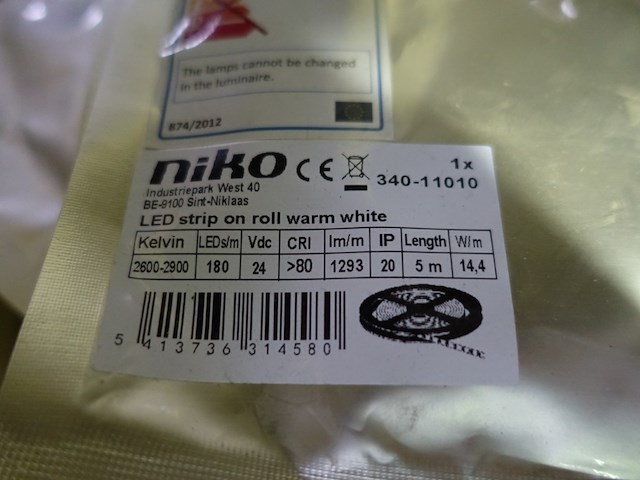 The lamps cannot be changed
in the luminaire.
874/2012
niko CE 1x
340-11010
Industriepark West 40
BE-9100 Sint-Niklaas
LED strip on roll warm white
Kelvin LEDs/m Vdc CRI lm/m IP Length W/m
2600-2900 180 24 >80 1293 20 5 m 14,4
5 413736 314580